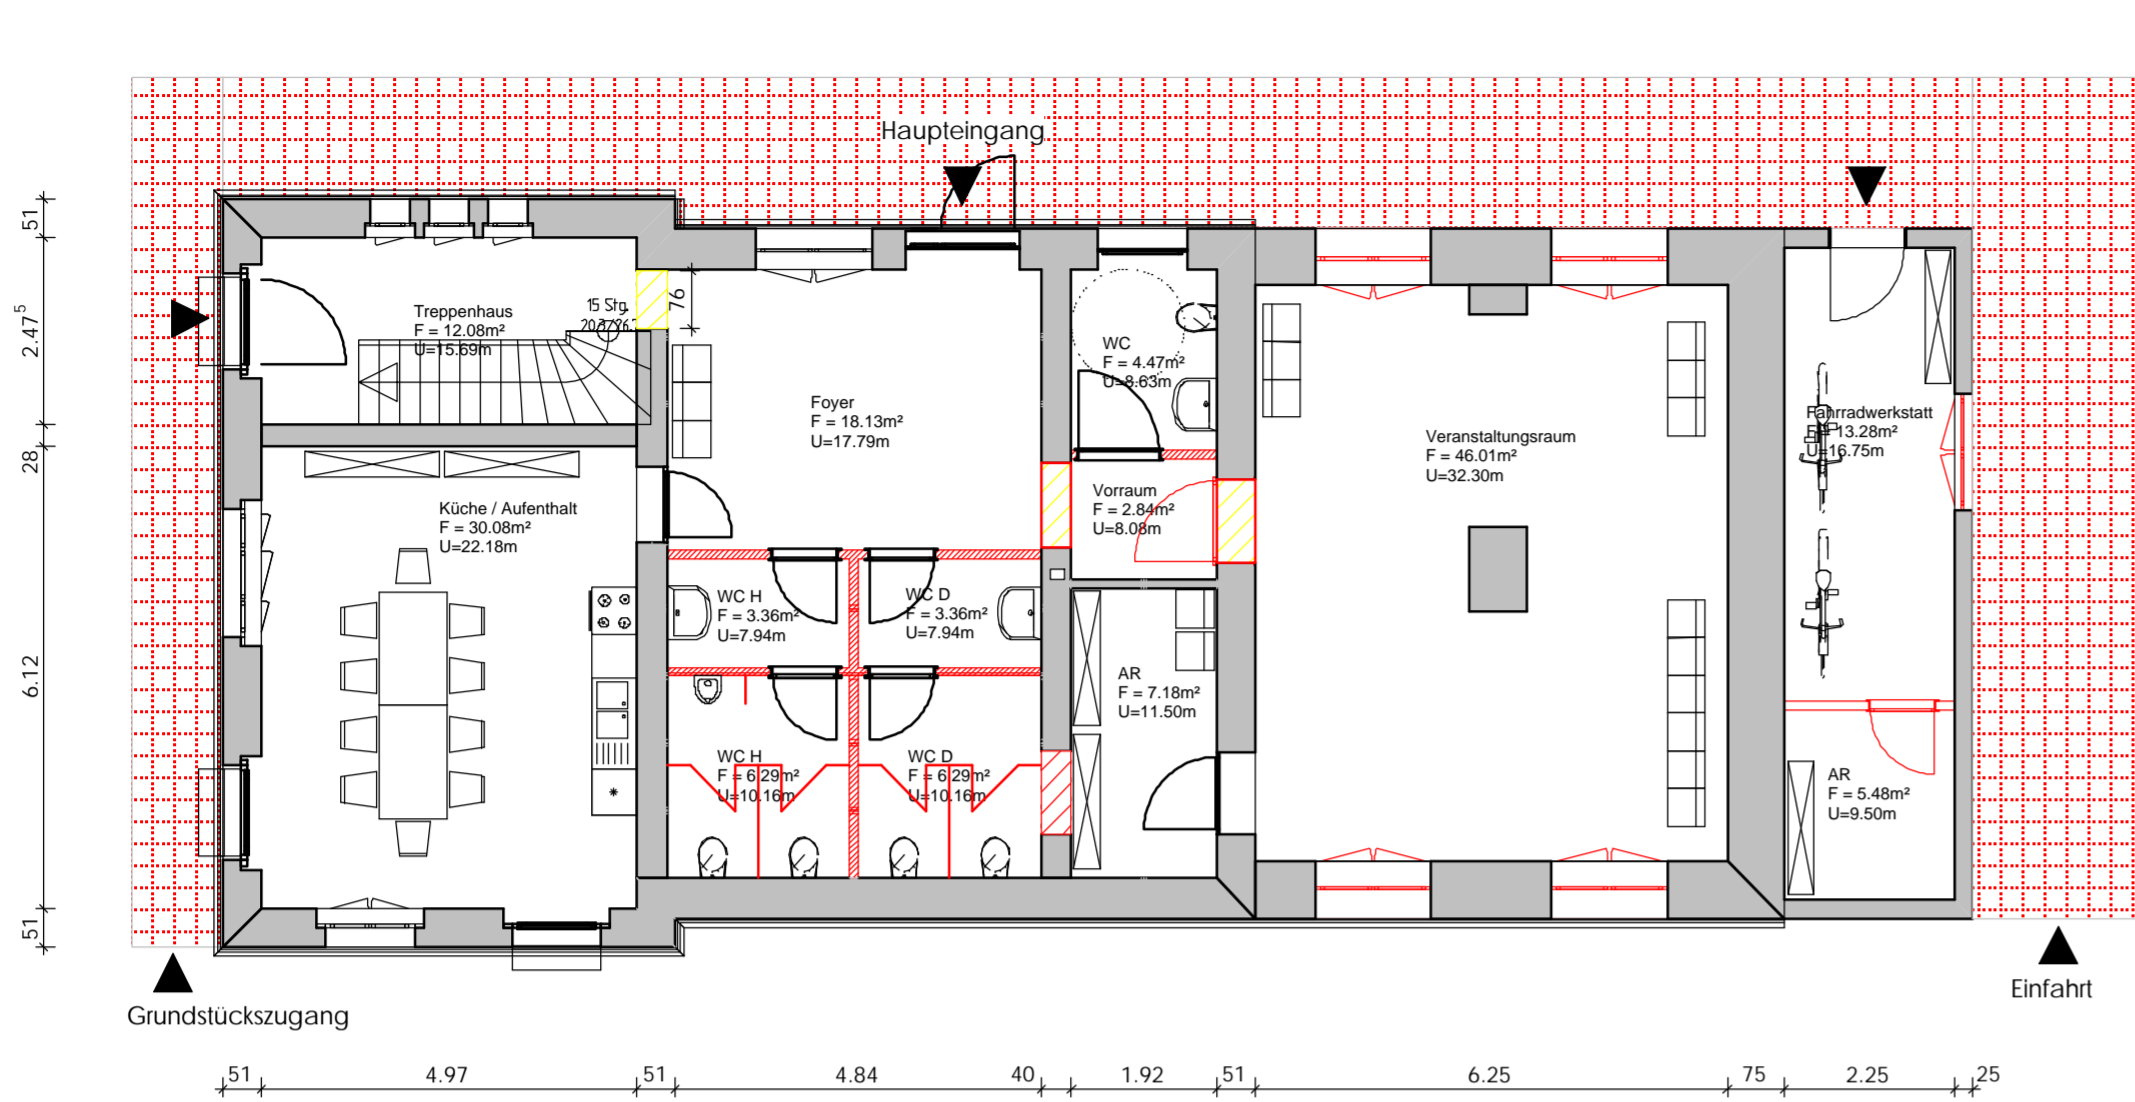 Haupteingang
51
2.47⁵
28
6.12
51
Treppenhaus
F = 12.08m²
U=15.69m
15 Stg.
76
Foyer
F = 18.13m²
U=17.79m
WC
F = 4.47m²
U=8.63m
Vorraum
F = 2.84m²
U=8.08m
Veranstaltungsraum
F = 46.01m²
U=32.30m
Fahrradwerkstatt
F = 13.28m²
U=16.75m
Küche / Aufenthalt
F = 30.08m²
U=22.18m
WC H
F = 3.36m²
U=7.94m
WC D
F = 3.36m²
U=7.94m
AR
F = 7.18m²
U=11.50m
WC H
F = 6.29m²
U=10.16m
WC D
F = 6.29m²
U=10.16m
AR
F = 5.48m²
U=9.50m
Grundstückszugang
Einfahrt
51 4.97 51 4.84 40 1.92 51 6.25 75 2.25 25